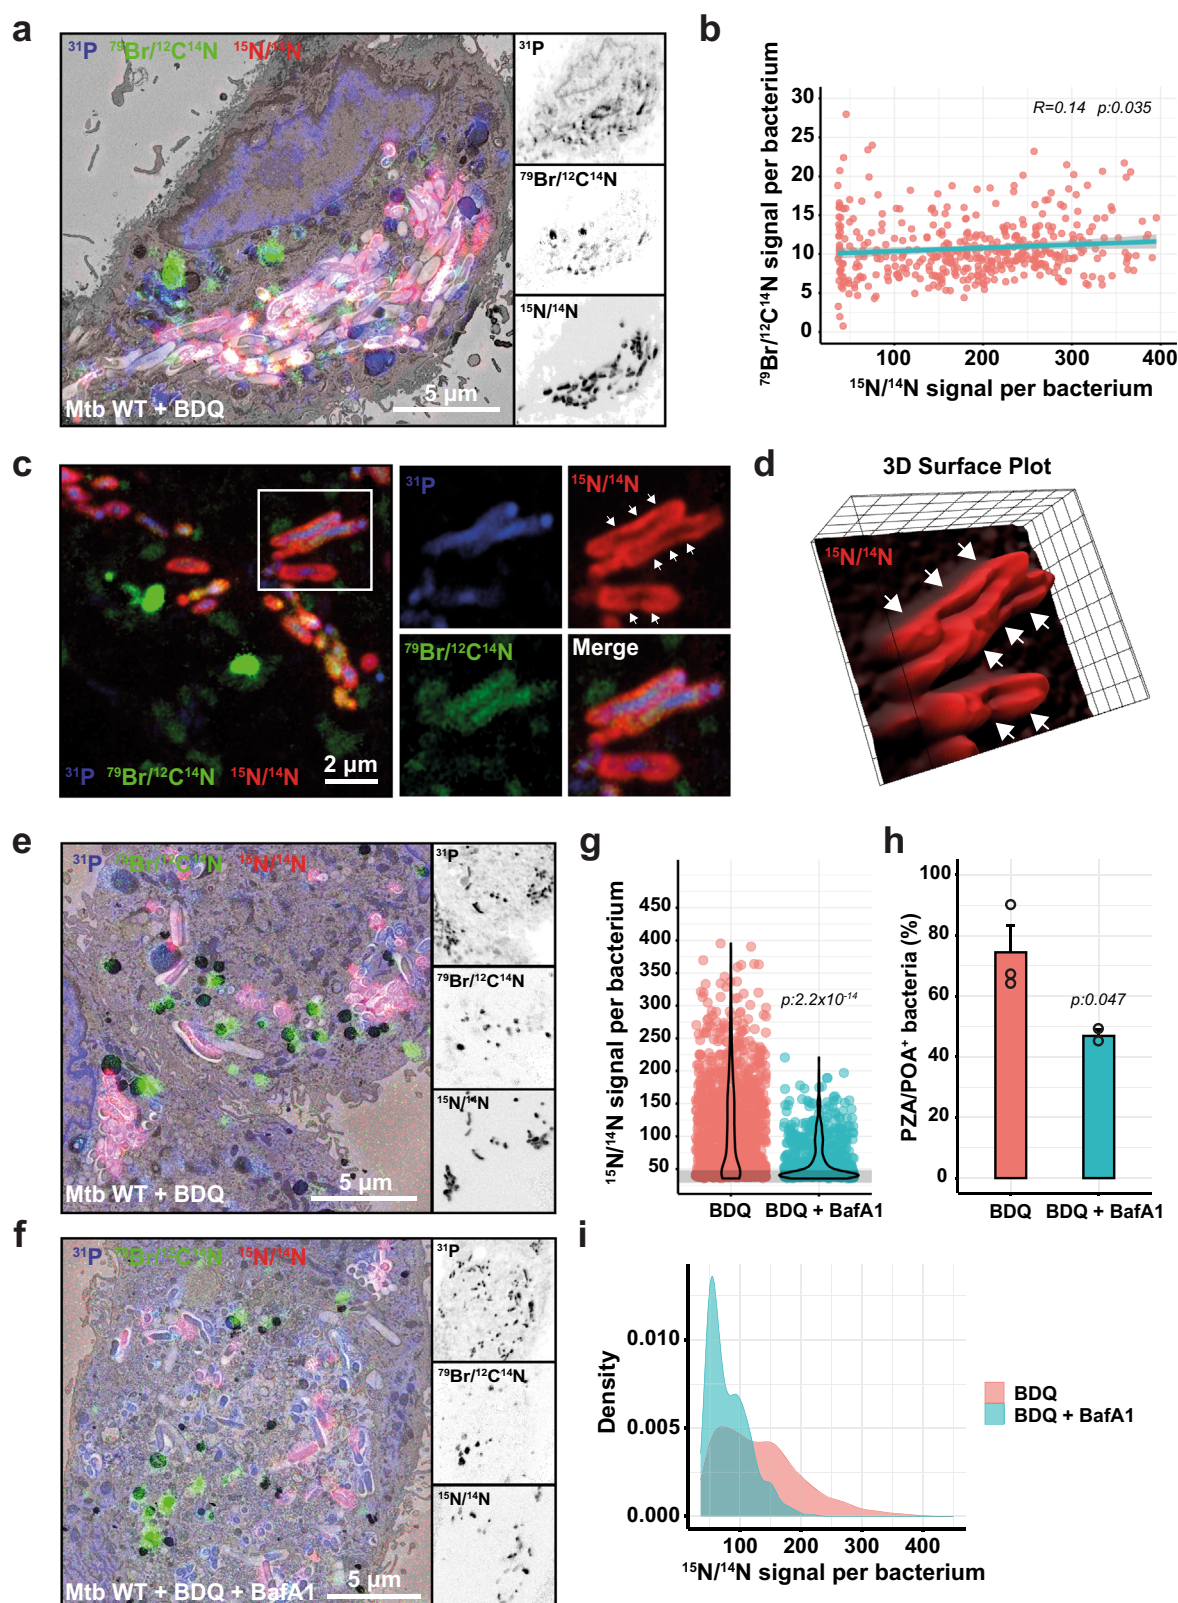 a
³¹P ⁷⁹Br/¹²C¹⁴N ¹⁵N/¹⁴N
Mtb WT + BDQ
5 µm
³¹P
⁷⁹Br/¹²C¹⁴N
¹⁵N/¹⁴N
b
⁷⁹Br/¹²C¹⁴N signal per bacterium
30
25
20
15
10
5
0
R=0.14 p:0.035
100 200 300 400
¹⁵N/¹⁴N signal per bacterium
c
³¹P ⁷⁹Br/¹²C¹⁴N ¹⁵N/¹⁴N
2 µm
³¹P
¹⁵N/¹⁴N
⁷⁹Br/¹²C¹⁴N
Merge
d
3D Surface Plot
¹⁵N/¹⁴N
e
³¹P ⁷⁹Br/¹²C¹⁴N ¹⁵N/¹⁴N
Mtb WT + BDQ
5 µm
³¹P
⁷⁹Br/¹²C¹⁴N
¹⁵N/¹⁴N
f
³¹P ⁷⁹Br/¹²C¹⁴N ¹⁵N/¹⁴N
Mtb WT + BDQ + BafA1
5 µm
³¹P
⁷⁹Br/¹²C¹⁴N
¹⁵N/¹⁴N
g
¹⁵N/¹⁴N signal per bacterium
450
400
350
300
250
200
150
100
50
p:2.2x10⁻¹⁴
BDQ BDQ + BafA1
h
PZA/POA⁺ bacteria (%)
100
80
60
40
20
0
p:0.047
BDQ BDQ + BafA1
i
Density
0.010
0.005
0.000
100 200 300 400
¹⁵N/¹⁴N signal per bacterium
BDQ
BDQ + BafA1